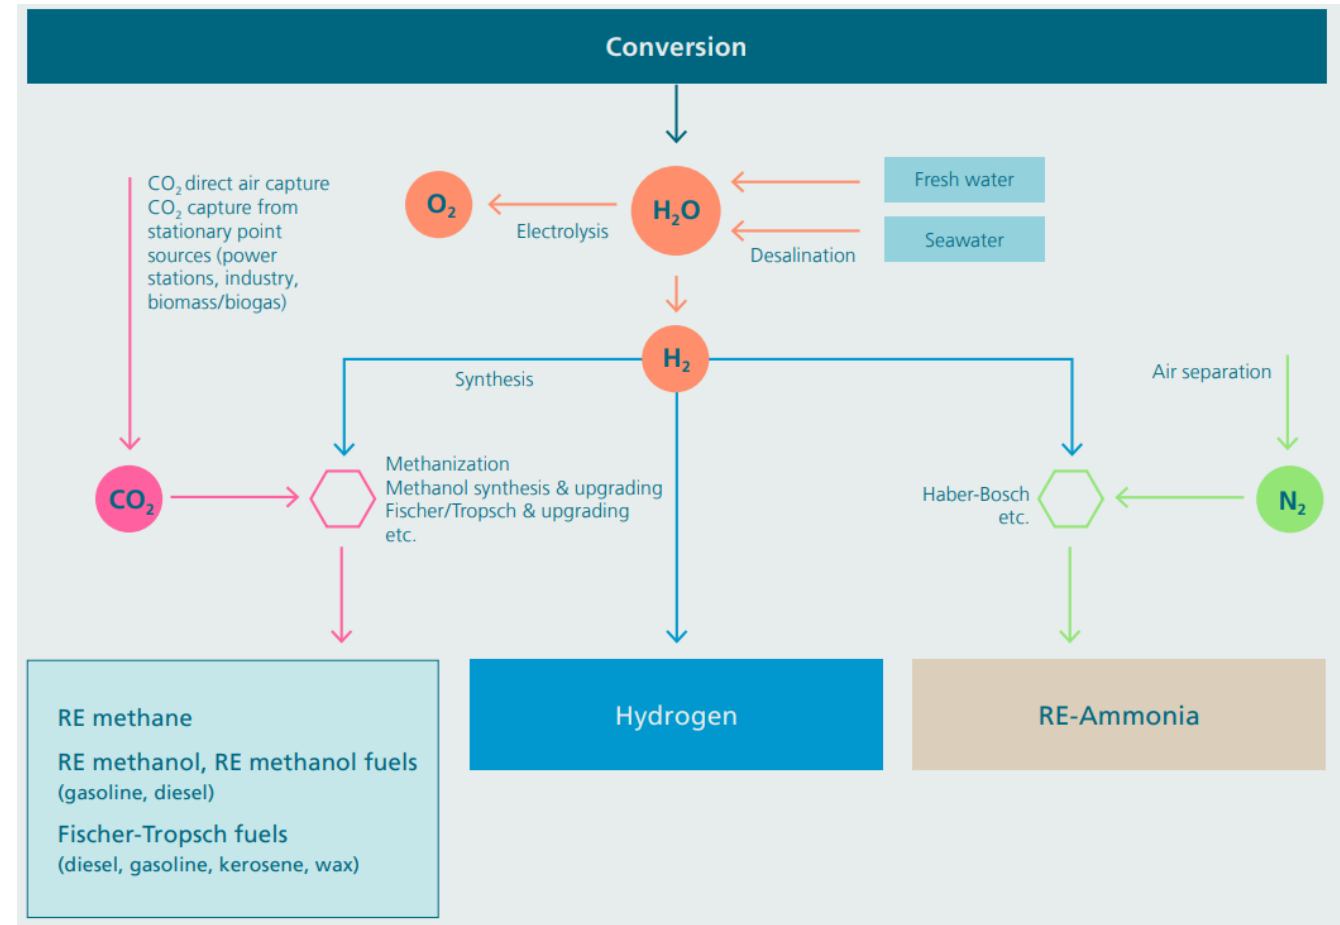 Conversion
CO₂ direct air capture
CO₂ capture from
stationary point
sources (power
stations, industry,
biomass/biogas)
O₂
Electrolysis
H₂O
Fresh water
Seawater
Desalination
H₂
Synthesis
Air separation
CO₂
Methanization
Methanol synthesis & upgrading
Fischer/Tropsch & upgrading
etc.
Haber-Bosch
etc.
N₂
RE methane
RE methanol, RE methanol fuels
(gasoline, diesel)
Fischer-Tropsch fuels
(diesel, gasoline, kerosene, wax)
Hydrogen
RE-Ammonia